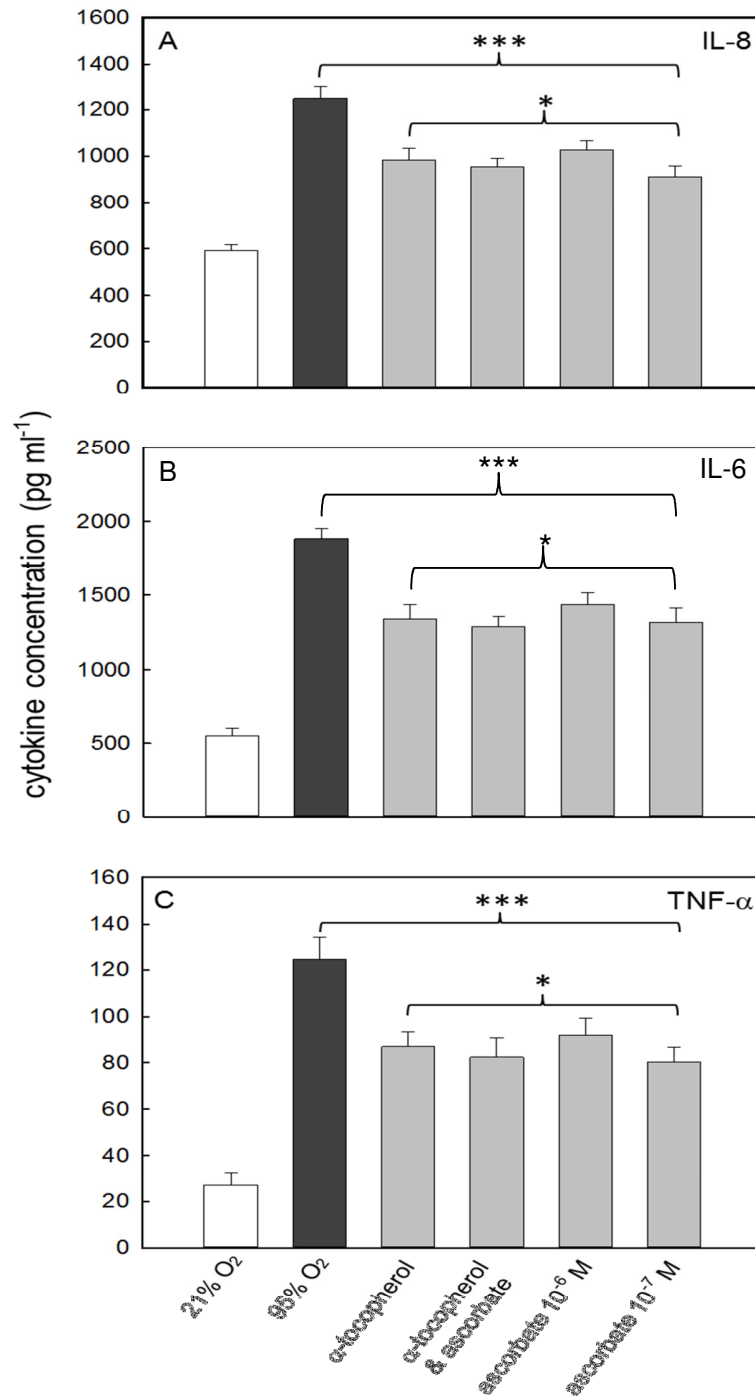 cytokine concentration (pg ml⁻¹)
A
IL-8
***
*
1600
1400
1200
1000
800
600
400
200
0
B
IL-6
***
*
2500
2000
1500
1000
500
0
C
TNF-α
***
*
160
140
120
100
80
60
40
20
0
21% O₂
95% O₂
α-tocopherol
α-tocopherol
& ascorbate
ascorbate 10⁻⁶ M
ascorbate 10⁻⁷ M